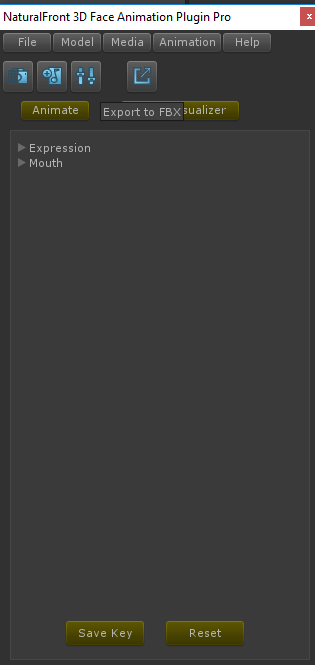 NaturalFront 3D Face Animation Plugin Pro x
File Model Media Animation Help
Animate Export to FBX sualizer
Expression
Mouth
Save Key Reset